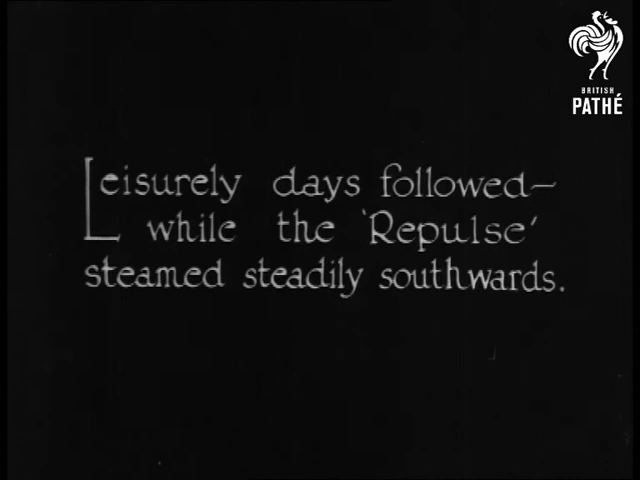 BRITISH
PATHÉ
Leisurely days followed—
while the 'Repulse'
steamed steadily southwards.